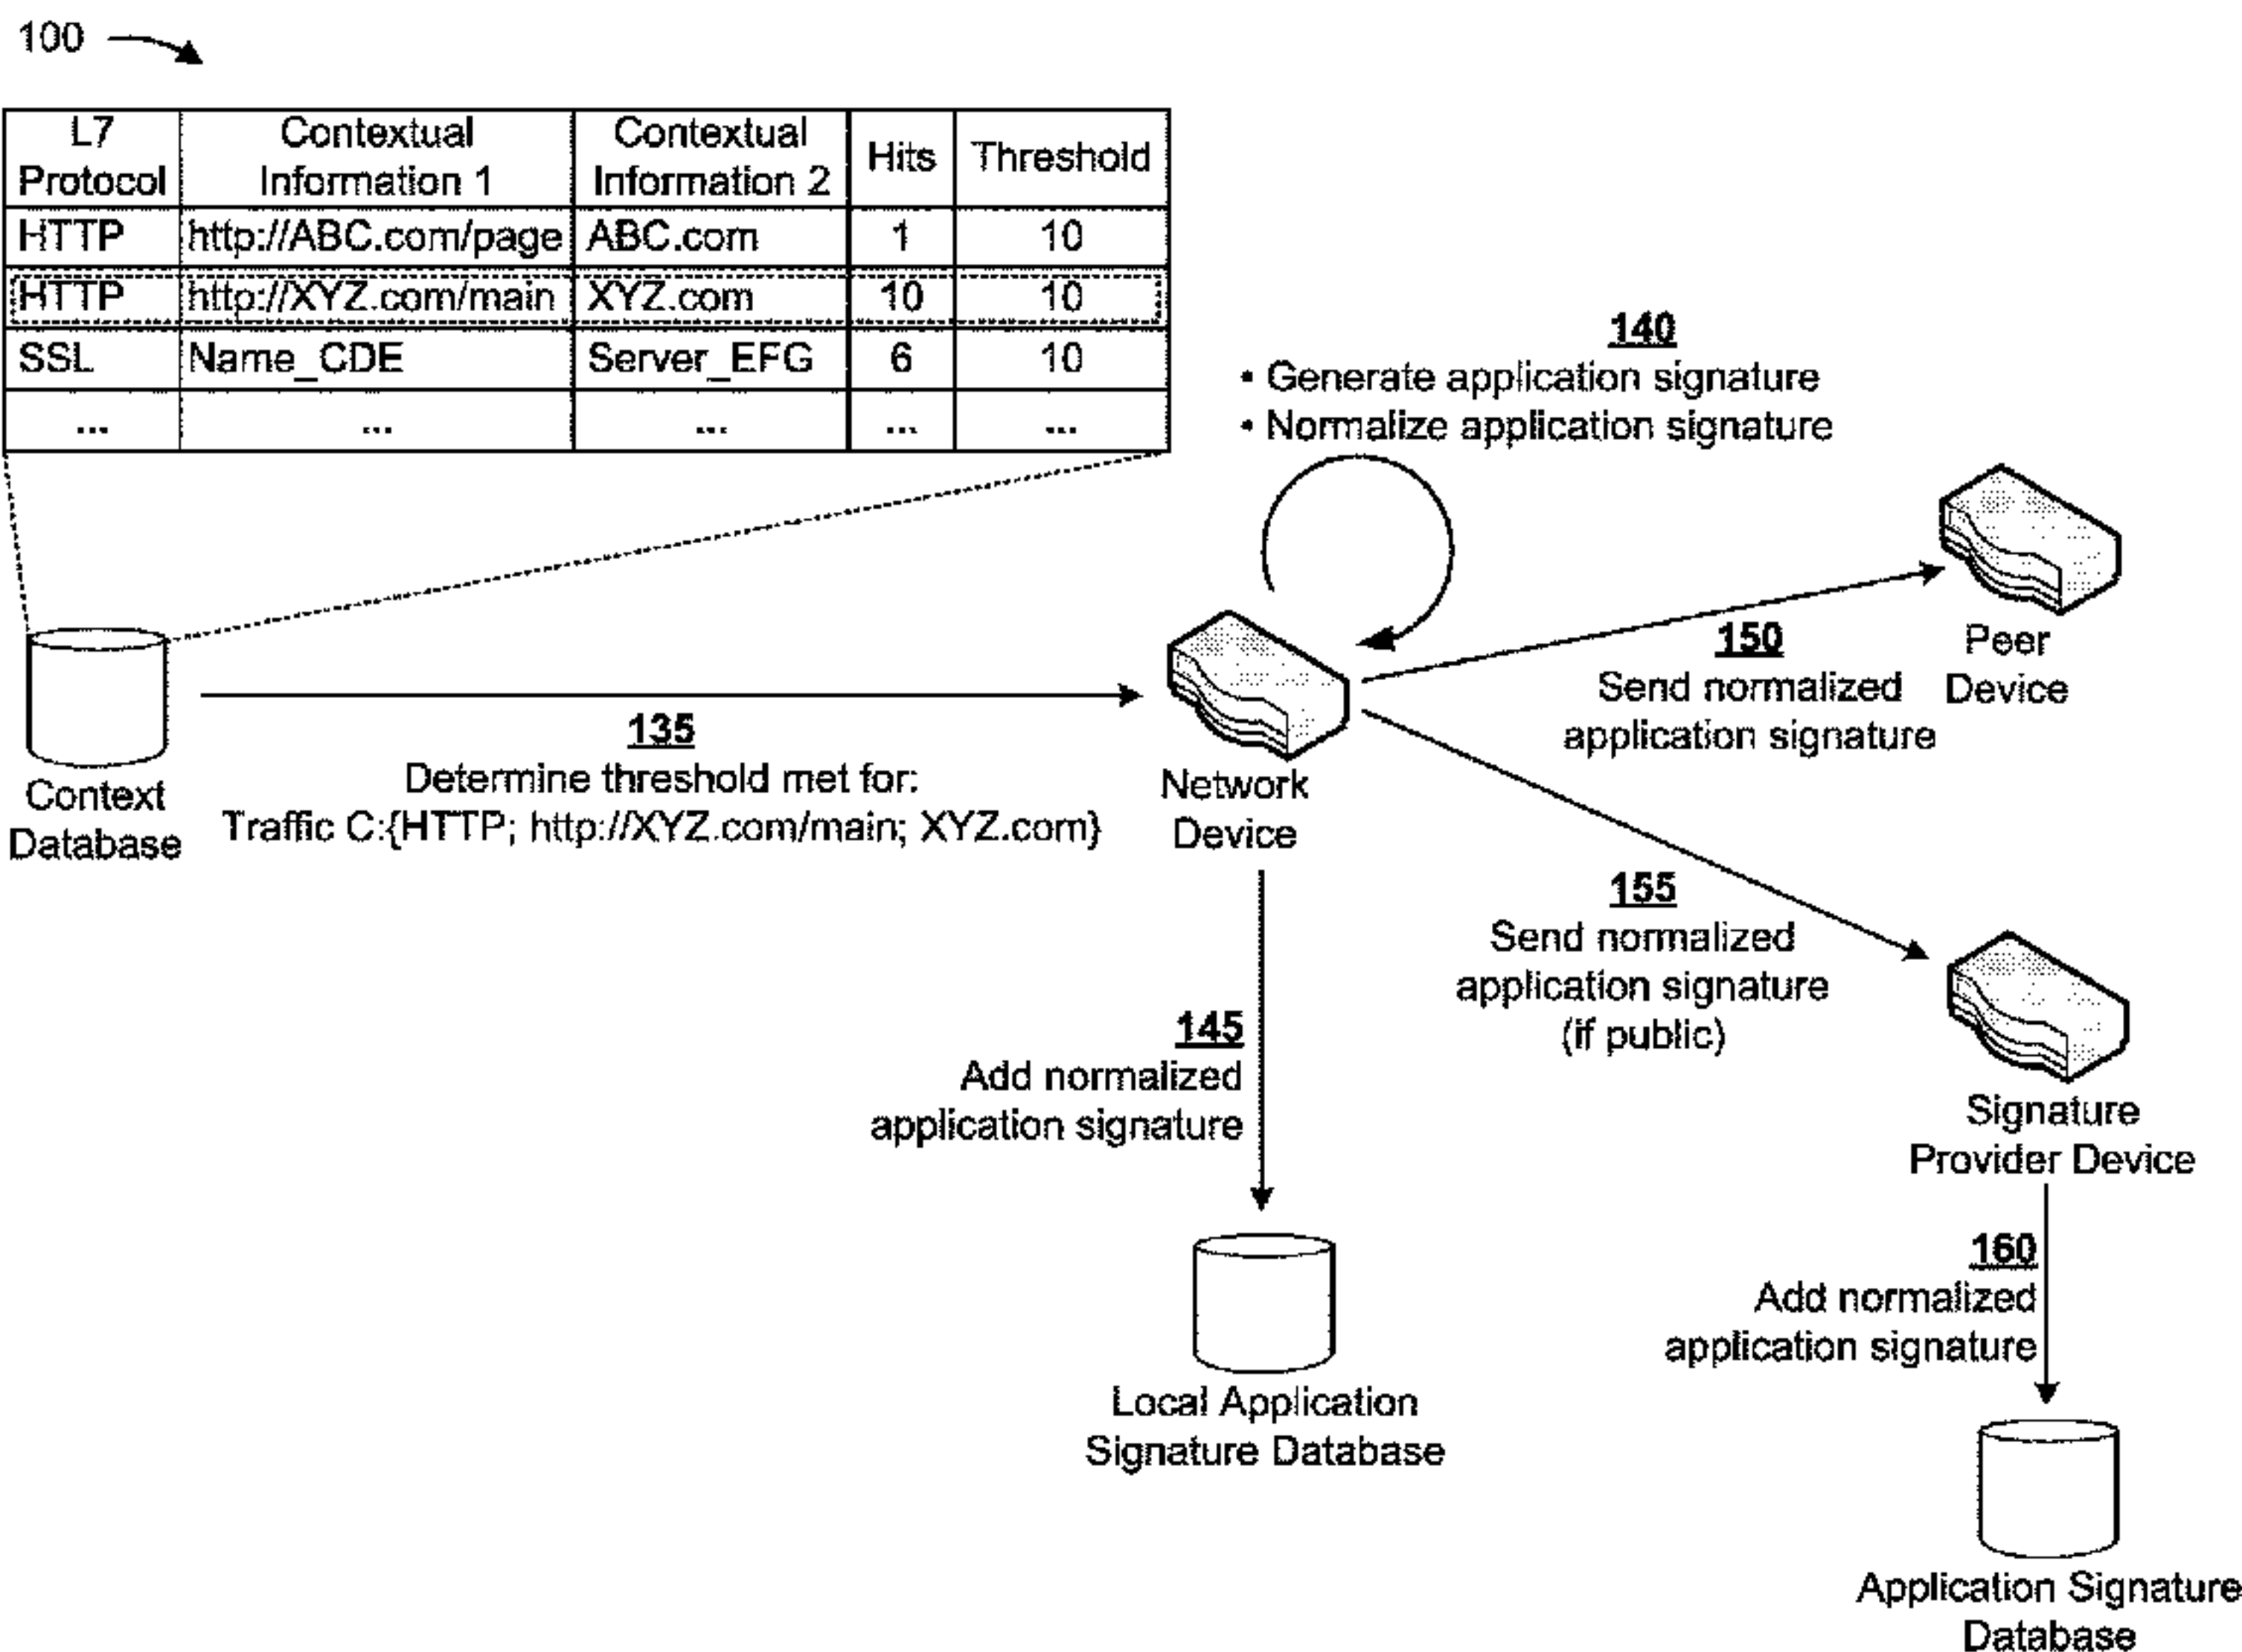 100
L7 Protocol Contextual Information 1 Contextual Information 2 Hits Threshold
HTTP http://ABC.com/page ABC.com 1 10
HTTP http://XYZ.com/main XYZ.com 10 10
SSL Name_CDE Server_EFG 6 10
... ... ... ... ...
140
• Generate application signature
• Normalize application signature
Context
Database
135
Determine threshold met for:
Traffic C:{HTTP; http://XYZ.com/main; XYZ.com}
Network
Device
150
Send normalized
application signature
Peer
Device
155
Send normalized
application signature
(if public)
Signature
Provider Device
145
Add normalized
application signature
Local Application
Signature Database
160
Add normalized
application signature
Application Signature
Database